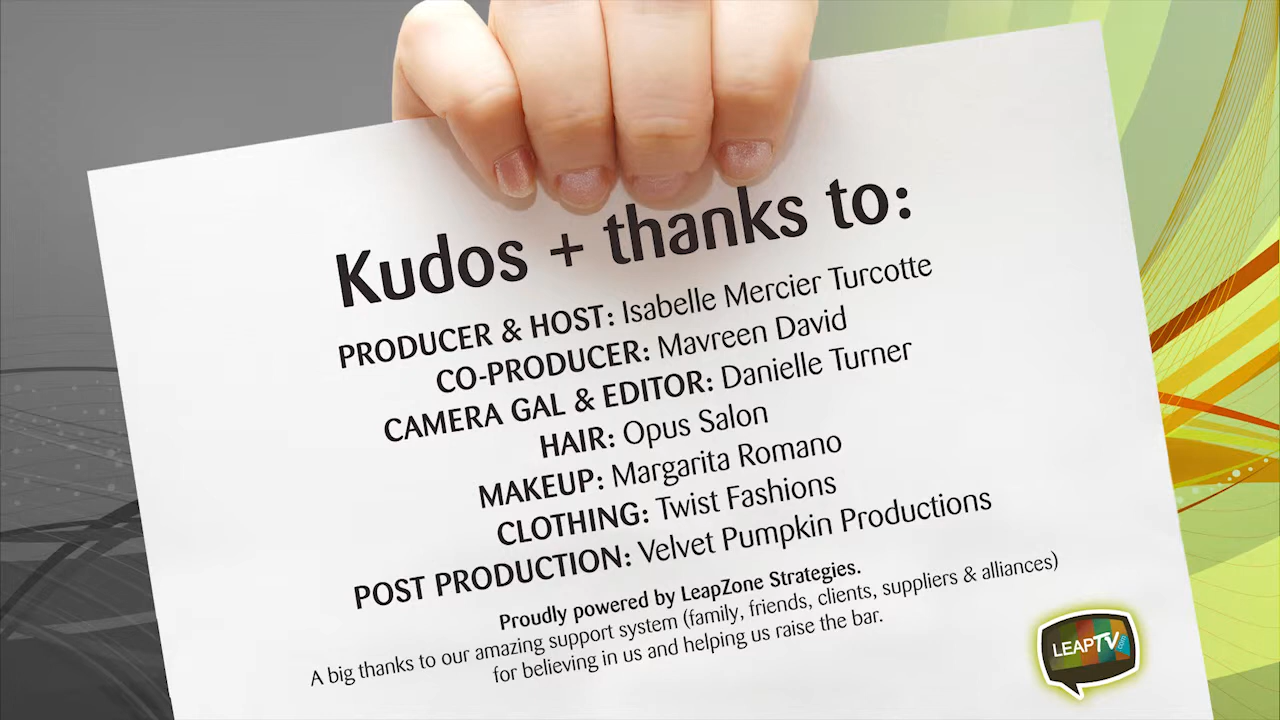 Kudos + thanks to:
PRODUCER & HOST: Isabelle Mercier Turcotte
CO-PRODUCER: Mavreen David
CAMERA GAL & EDITOR: Danielle Turner
HAIR: Opus Salon
MAKEUP: Margarita Romano
CLOTHING: Twist Fashions
POST PRODUCTION: Velvet Pumpkin Productions
Proudly powered by LeapZone Strategies.
A big thanks to our amazing support system (family, friends, clients, suppliers & alliances)
for believing in us and helping us raise the bar.
LEAPTV.com